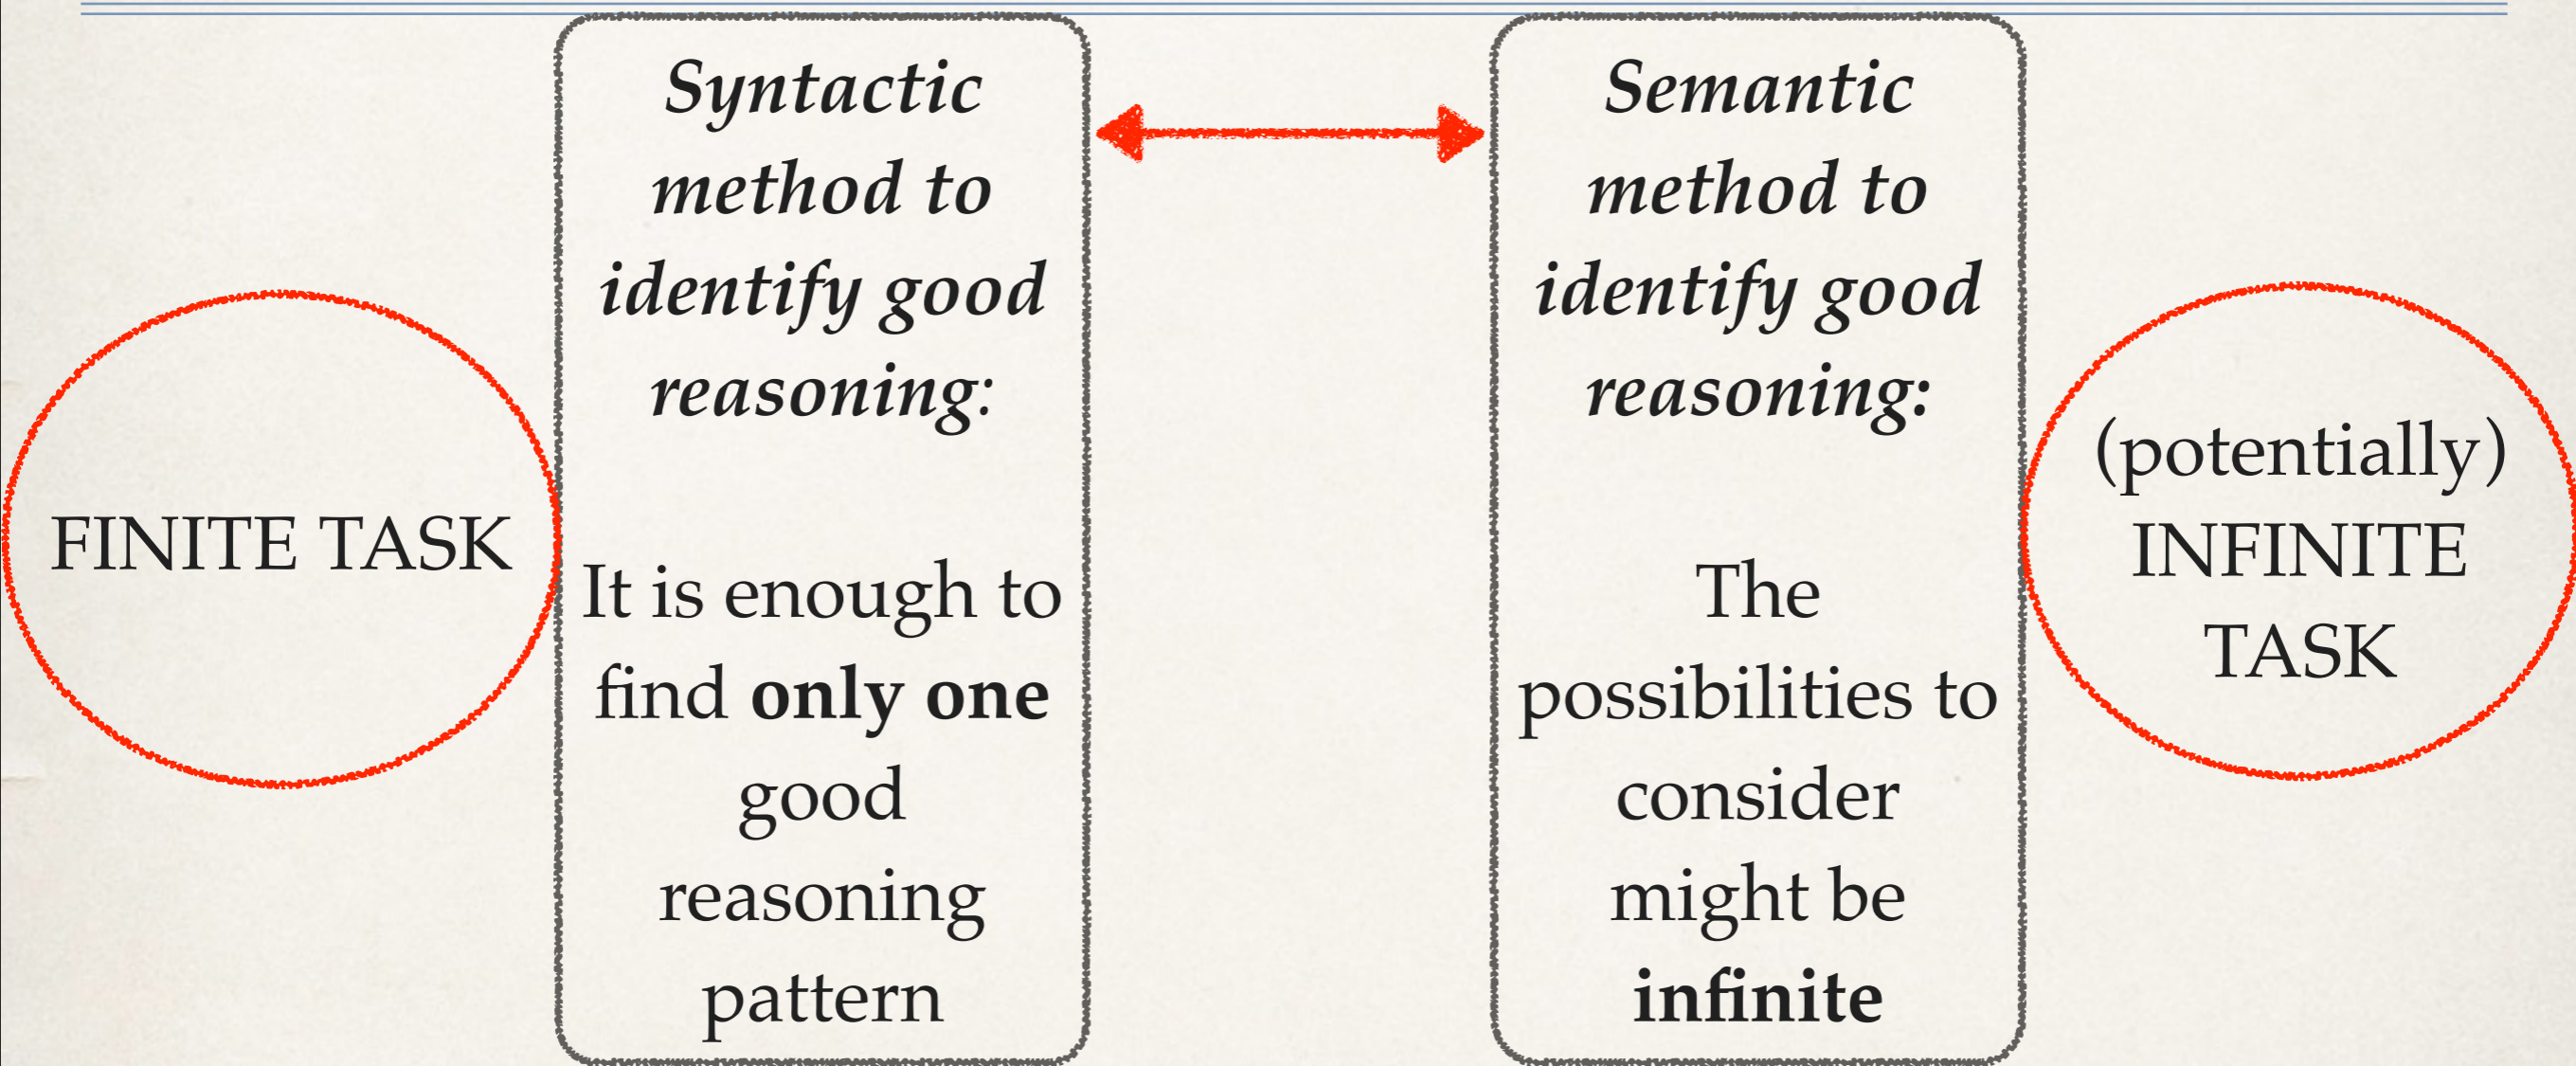 FINITE TASK
Syntactic
method to
identify good
reasoning:
It is enough to
find only one
good
reasoning
pattern
Semantic
method to
identify good
reasoning:
The
possibilities to
consider
might be
infinite
(potentially)
INFINITE
TASK